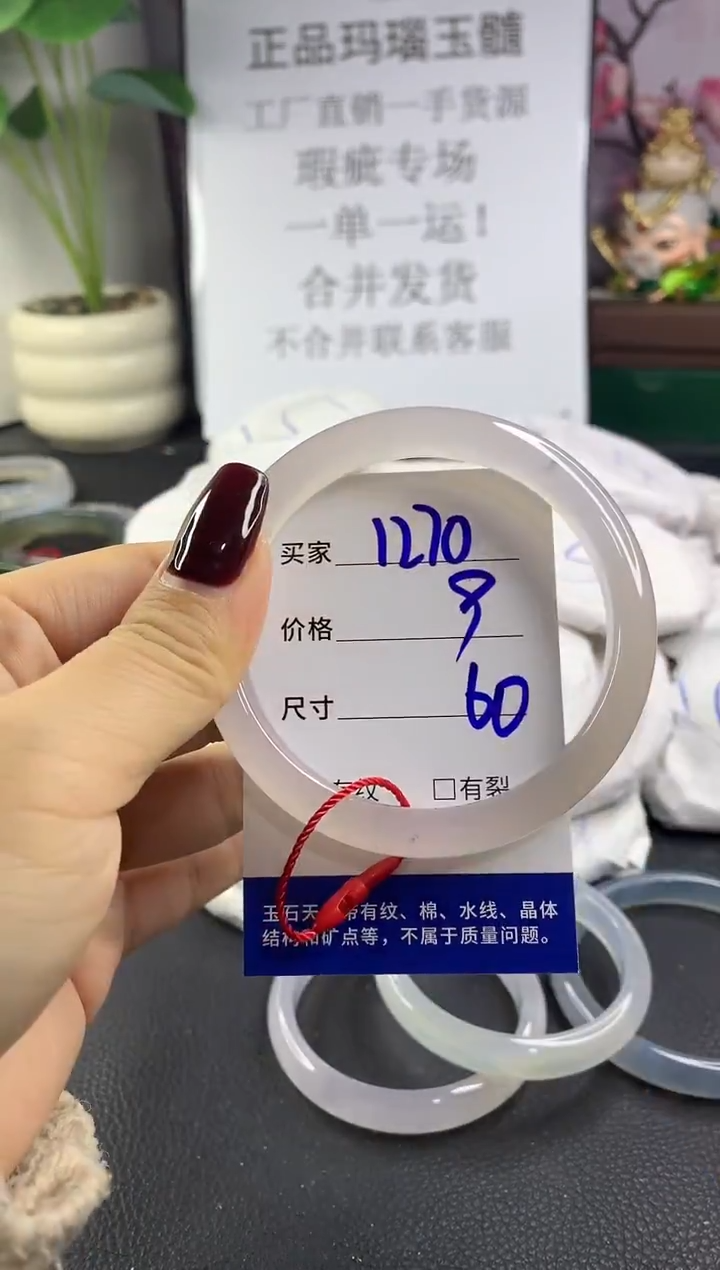 正品玛瑙玉髓
工厂直销一手货源
瑕疵专场
一单一运!
合并发货
不合并联系客服
买家 1270
价格
尺寸 60
纹 □有裂
玉石天 带有纹、棉、水线、晶体
结构和矿点等，不属于质量问题。